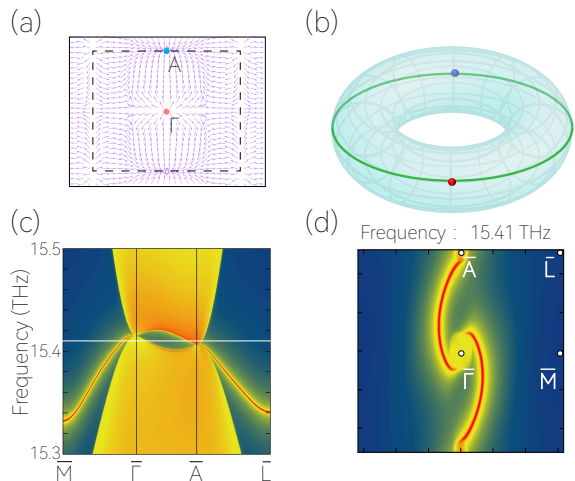 (a)
(b)
A
Γ
(c)
(d)
Frequency : 15.41 THz
15.5
15.4
15.3
Frequency (THz)
M̅
Γ̅
A̅
L̅
A̅
L̅
Γ̅
M̅